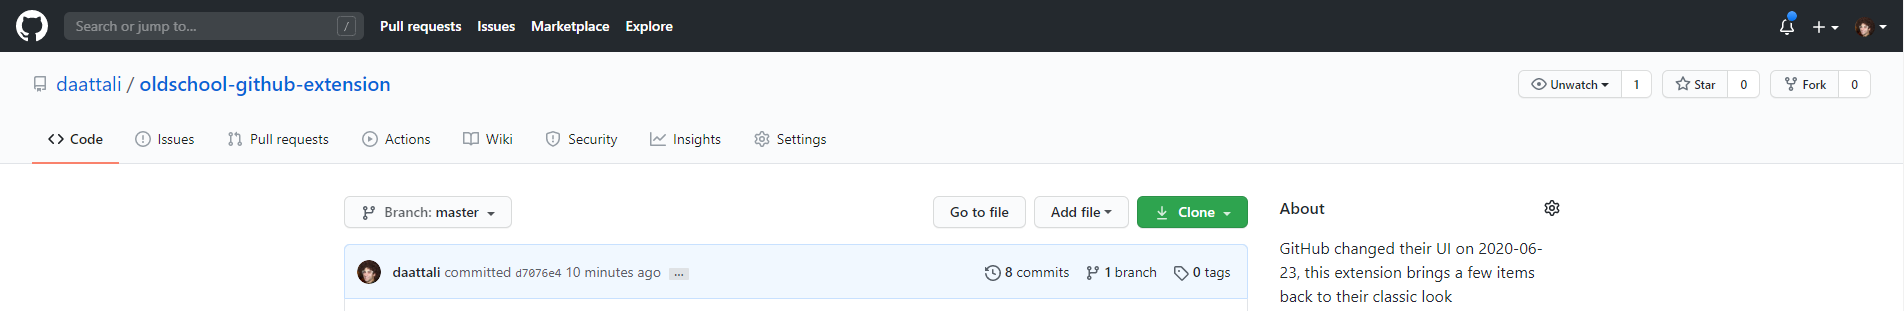 Search or jump to... / Pull requests Issues Marketplace Explore
daattali / oldschool-github-extension Unwatch 1 Star 0 Fork 0
Code Issues Pull requests Actions Wiki Security Insights Settings
Branch: master Go to file Add file Clone About
GitHub changed their UI on 2020-06-
daattali committed d7076e4 10 minutes ago ... 8 commits 1 branch 0 tags 23, this extension brings a few items
back to their classic look